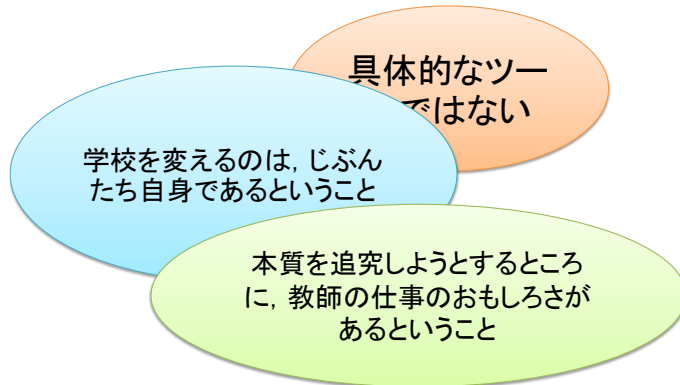 具体的なツー
ではない
学校を変えるのは，じぶん
たち自身であるということ
本質を追究しようとするところ
に，教師の仕事のおもしろさが
あるということ